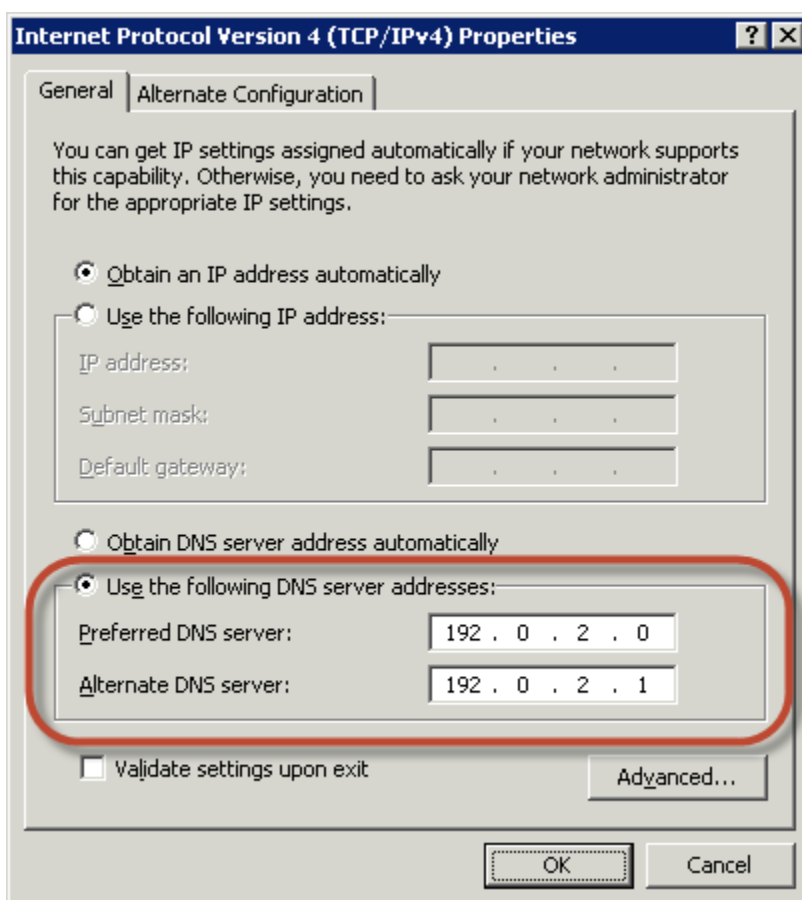 Internet Protocol Version 4 (TCP/IPv4) Properties
General
Alternate Configuration
You can get IP settings assigned automatically if your network supports
this capability. Otherwise, you need to ask your network administrator
for the appropriate IP settings.
Obtain an IP address automatically
Use the following IP address:
IP address: . . .
Subnet mask: . . .
Default gateway: . . .
Obtain DNS server address automatically
Use the following DNS server addresses:
Preferred DNS server: 192 . 0 . 2 . 0
Alternate DNS server: 192 . 0 . 2 . 1
Validate settings upon exit
Advanced...
OK Cancel